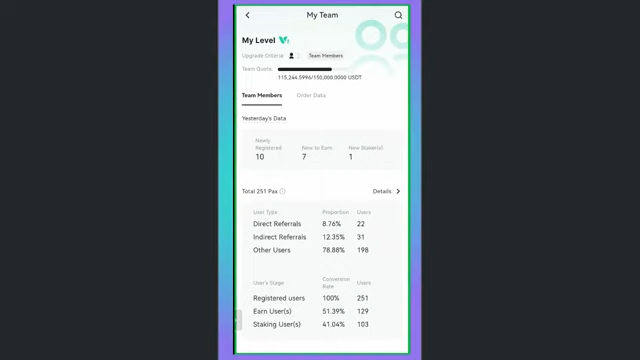 My Team
My Level
Upgrade Criteria: Team Members
Team Quota:
115,244.5996/150,000.0000 USDT
Team Members Order Data
Yesterday's Data
Newly Registered New to Earn New Staker(s)
10 7 1
Total 251 Pax Details
User Type Proportion Users
Direct Referrals 8.76% 22
Indirect Referrals 12.35% 31
Other Users 78.88% 198
User's Stage Conversion Rate Users
Registered users 100% 251
Earn User(s) 51.39% 129
Staking User(s) 41.04% 103